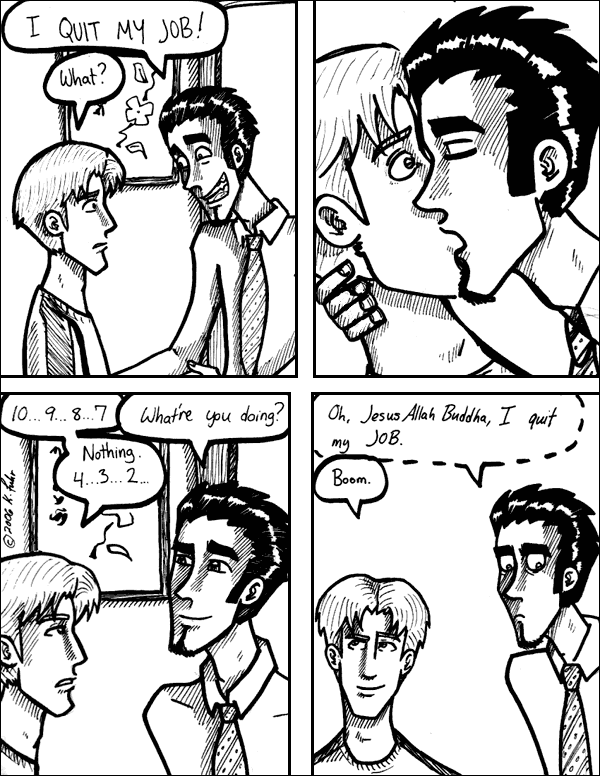 I QUIT MY JOB!
What?
10...9...8...7
What're you doing?
Nothing.
4...3...2...
Oh, Jesus Allah Buddha, I quit
my JOB.
Boom.